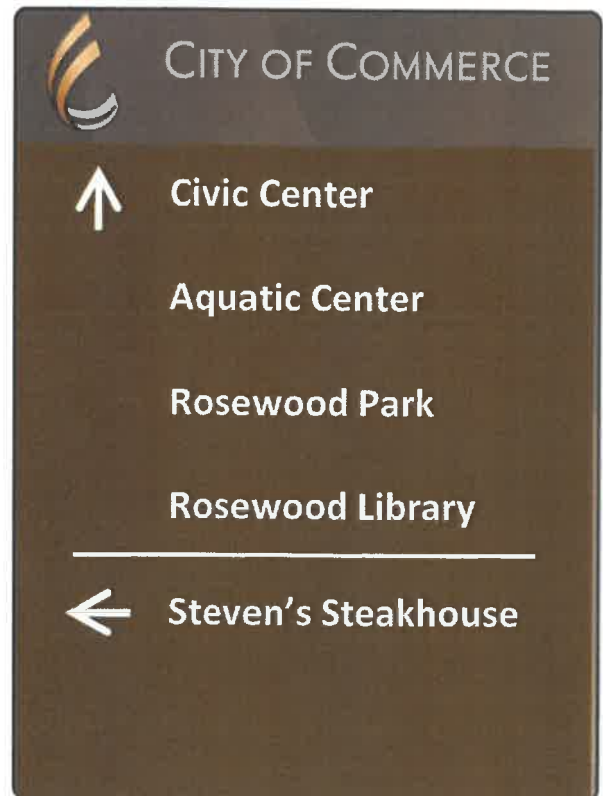 CITY OF COMMERCE
Civic Center
Aquatic Center
Rosewood Park
Rosewood Library
Steven's Steakhouse